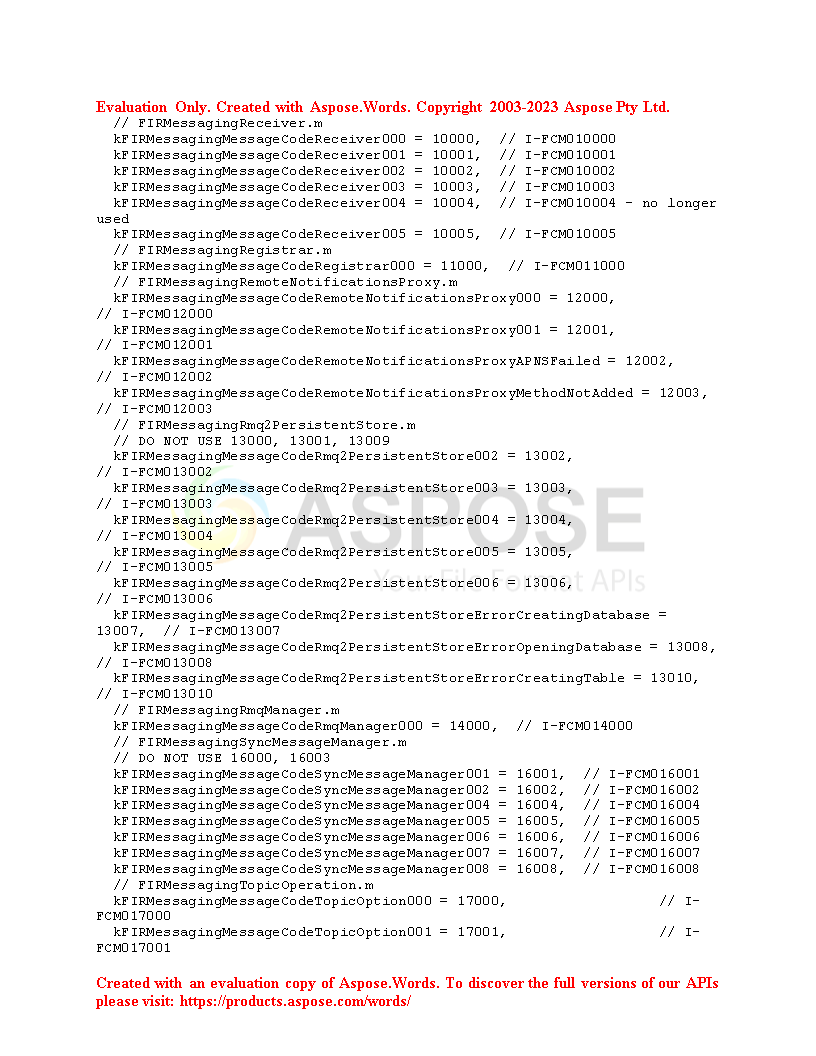 Evaluation Only. Created with Aspose.Words. Copyright 2003-2023 Aspose Pty Ltd.
// FIRMessagingReceiver.m
kFIRMessagingMessageCodeReceiver000 = 10000,  // I-FCM010000
kFIRMessagingMessageCodeReceiver001 = 10001,  // I-FCM010001
kFIRMessagingMessageCodeReceiver002 = 10002,  // I-FCM010002
kFIRMessagingMessageCodeReceiver003 = 10003,  // I-FCM010003
kFIRMessagingMessageCodeReceiver004 = 10004,  // I-FCM010004 - no longer
used
kFIRMessagingMessageCodeReceiver005 = 10005,  // I-FCM010005
// FIRMessagingRegistrar.m
kFIRMessagingMessageCodeRegistrar000 = 11000,  // I-FCM011000
// FIRMessagingRemoteNotificationsProxy.m
kFIRMessagingMessageCodeRemoteNotificationsProxy000 = 12000,
// I-FCM012000
kFIRMessagingMessageCodeRemoteNotificationsProxy001 = 12001,
// I-FCM012001
kFIRMessagingMessageCodeRemoteNotificationsProxyAPNSFailed = 12002,
// I-FCM012002
kFIRMessagingMessageCodeRemoteNotificationsProxyMethodNotAdded = 12003,
// I-FCM012003
// FIRMessagingRmq2PersistentStore.m
// DO NOT USE 13000, 13001, 13009
kFIRMessagingMessageCodeRmq2PersistentStore002 = 13002,
// I-FCM013002
kFIRMessagingMessageCodeRmq2PersistentStore003 = 13003,
// I-FCM013003
kFIRMessagingMessageCodeRmq2PersistentStore004 = 13004,
// I-FCM013004
kFIRMessagingMessageCodeRmq2PersistentStore005 = 13005,
// I-FCM013005
kFIRMessagingMessageCodeRmq2PersistentStore006 = 13006,
// I-FCM013006
kFIRMessagingMessageCodeRmq2PersistentStoreErrorCreatingDatabase =
13007,  // I-FCM013007
kFIRMessagingMessageCodeRmq2PersistentStoreErrorOpeningDatabase = 13008,
// I-FCM013008
kFIRMessagingMessageCodeRmq2PersistentStoreErrorCreatingTable = 13010,
// I-FCM013010
// FIRMessagingRmqManager.m
kFIRMessagingMessageCodeRmqManager000 = 14000,  // I-FCM014000
// FIRMessagingSyncMessageManager.m
// DO NOT USE 16000, 16003
kFIRMessagingMessageCodeSyncMessageManager001 = 16001,  // I-FCM016001
kFIRMessagingMessageCodeSyncMessageManager002 = 16002,  // I-FCM016002
kFIRMessagingMessageCodeSyncMessageManager004 = 16004,  // I-FCM016004
kFIRMessagingMessageCodeSyncMessageManager005 = 16005,  // I-FCM016005
kFIRMessagingMessageCodeSyncMessageManager006 = 16006,  // I-FCM016006
kFIRMessagingMessageCodeSyncMessageManager007 = 16007,  // I-FCM016007
kFIRMessagingMessageCodeSyncMessageManager008 = 16008,  // I-FCM016008
// FIRMessagingTopicOperation.m
kFIRMessagingMessageCodeTopicOption000 = 17000,  // I-
FCM017000
kFIRMessagingMessageCodeTopicOption001 = 17001,  // I-
FCM017001
ASPOSE
Your File Format APIs
Created with an evaluation copy of Aspose.Words. To discover the full versions of our APIs
please visit: https://products.aspose.com/words/